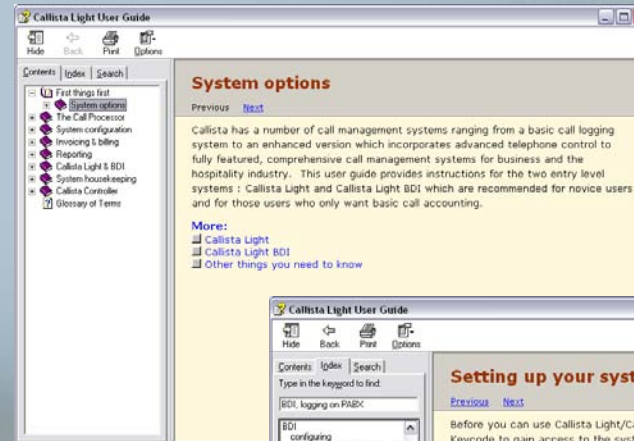 Callista Light User Guide
Hide Back Print Options
Contents Index Search
First things first
System options
The Call Processor
System configuration
Invoicing & billing
Reporting
Callista Light & BDI
System housekeeping
Callista Controller
Glossary of Terms
System options
Previous Next
Callista has a number of call management systems ranging from a basic call logging
system to an enhanced version which incorporates advanced telephone control to
fully featured, comprehensive call management systems for business and the
hospitality industry. This user guide provides instructions for the two entry level
systems : Callista Light and Callista Light BDI which are recommended for novice users
and for those users who only want basic call accounting.
More:
Callista Light
Callista Light BDI
Other things you need to know
Callista Light User Guide
Hide Back Print Options
Contents Index Search
Type in the keyword to find:
BDI, logging on PABX
BDI
configuring
Setting up your syst
Previous Next
Before you can use Callista Light/Ca
Keycode to gain access to the syst